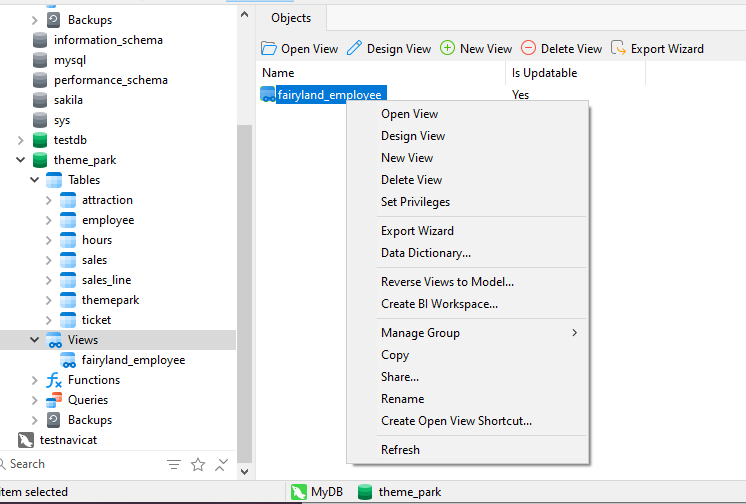 Backups
information_schema
mysql
performance_schema
sakila
sys
testdb
theme_park
Tables
attraction
employee
hours
sales
sales_line
themepark
ticket
Views
fairyland_employee
Functions
Queries
Backups
testnavicat
Search
Objects
Open View Design View New View Delete View Export Wizard
Name Is Updatable
fairyland_employee Yes
Open View
Design View
New View
Delete View
Set Privileges
Export Wizard
Data Dictionary...
Reverse Views to Model...
Create BI Workspace...
Manage Group
Copy
Share...
Rename
Create Open View Shortcut...
Refresh
item selected MyDB theme_park